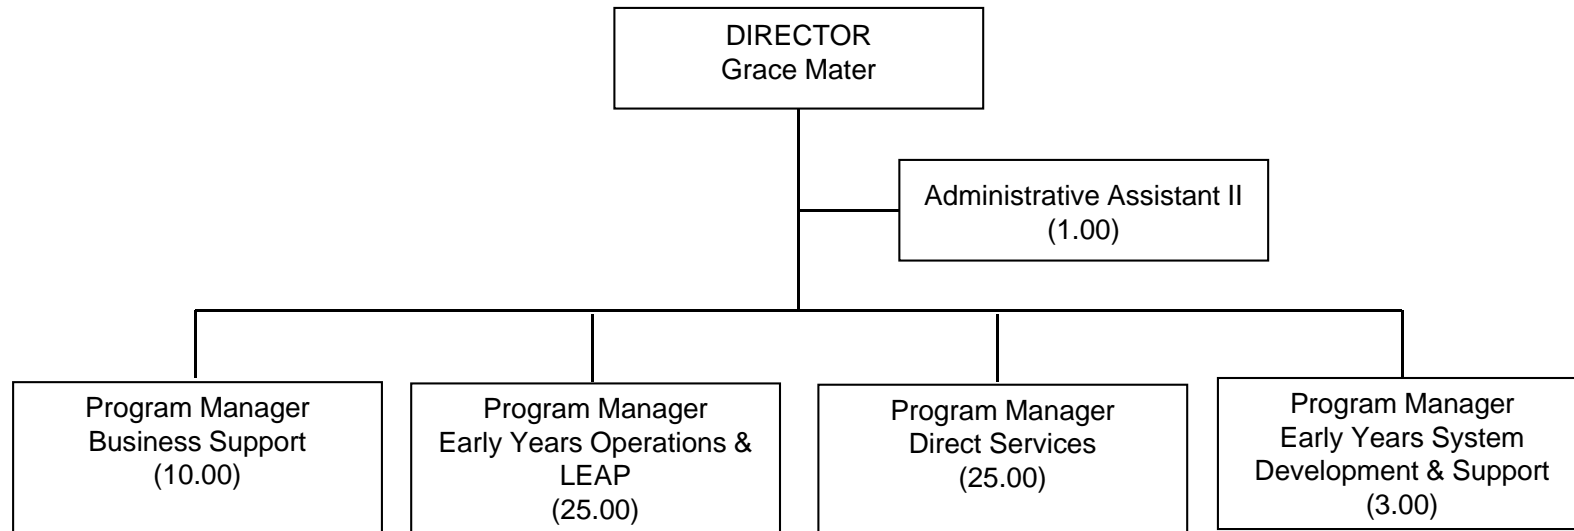 DIRECTOR
Grace Mater
Administrative Assistant II
(1.00)
Program Manager
Business Support
(10.00)
Program Manager
Early Years Operations &
LEAP
(25.00)
Program Manager
Direct Services
(25.00)
Program Manager
Early Years System
Development & Support
(3.00)